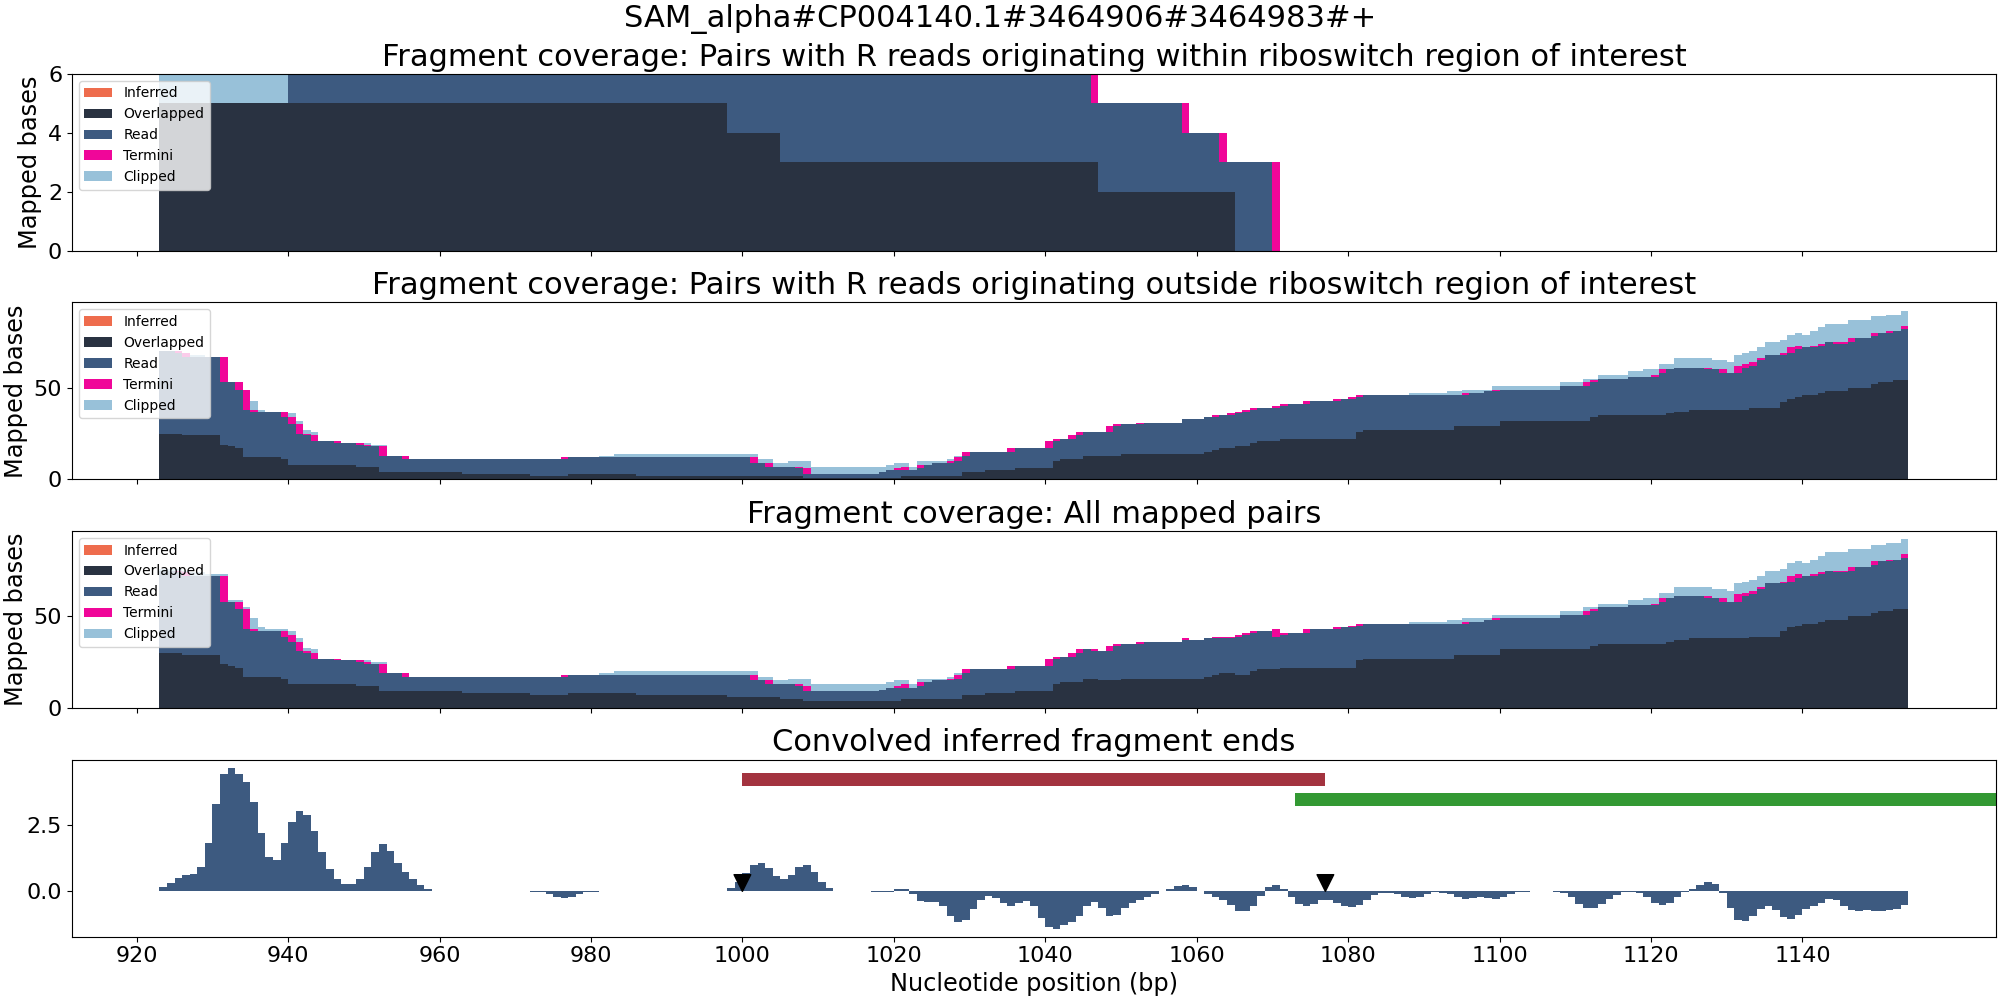 SAM_alpha#CP004140.1#3464906#3464983#+
Fragment coverage: Pairs with R reads originating within riboswitch region of interest
Mapped bases
6
4
2
0
Inferred
Overlapped
Read
Termini
Clipped
Fragment coverage: Pairs with R reads originating outside riboswitch region of interest
Mapped bases
50
0
Inferred
Overlapped
Read
Termini
Clipped
Fragment coverage: All mapped pairs
Mapped bases
50
0
Inferred
Overlapped
Read
Termini
Clipped
Convolved inferred fragment ends
2.5
0.0
920 940 960 980 1000 1020 1040 1060 1080 1100 1120 1140
Nucleotide position (bp)